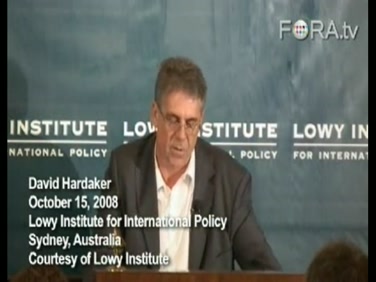 FORA.tv
INSTITUTE
NATIONAL POLICY
LOWY INSTITUTE
LOWY IN
FOR INTERNATI
David Hardaker
October 15, 2008
Lowy Institute for International Policy
Sydney, Australia
Courtesy of Lowy Institute